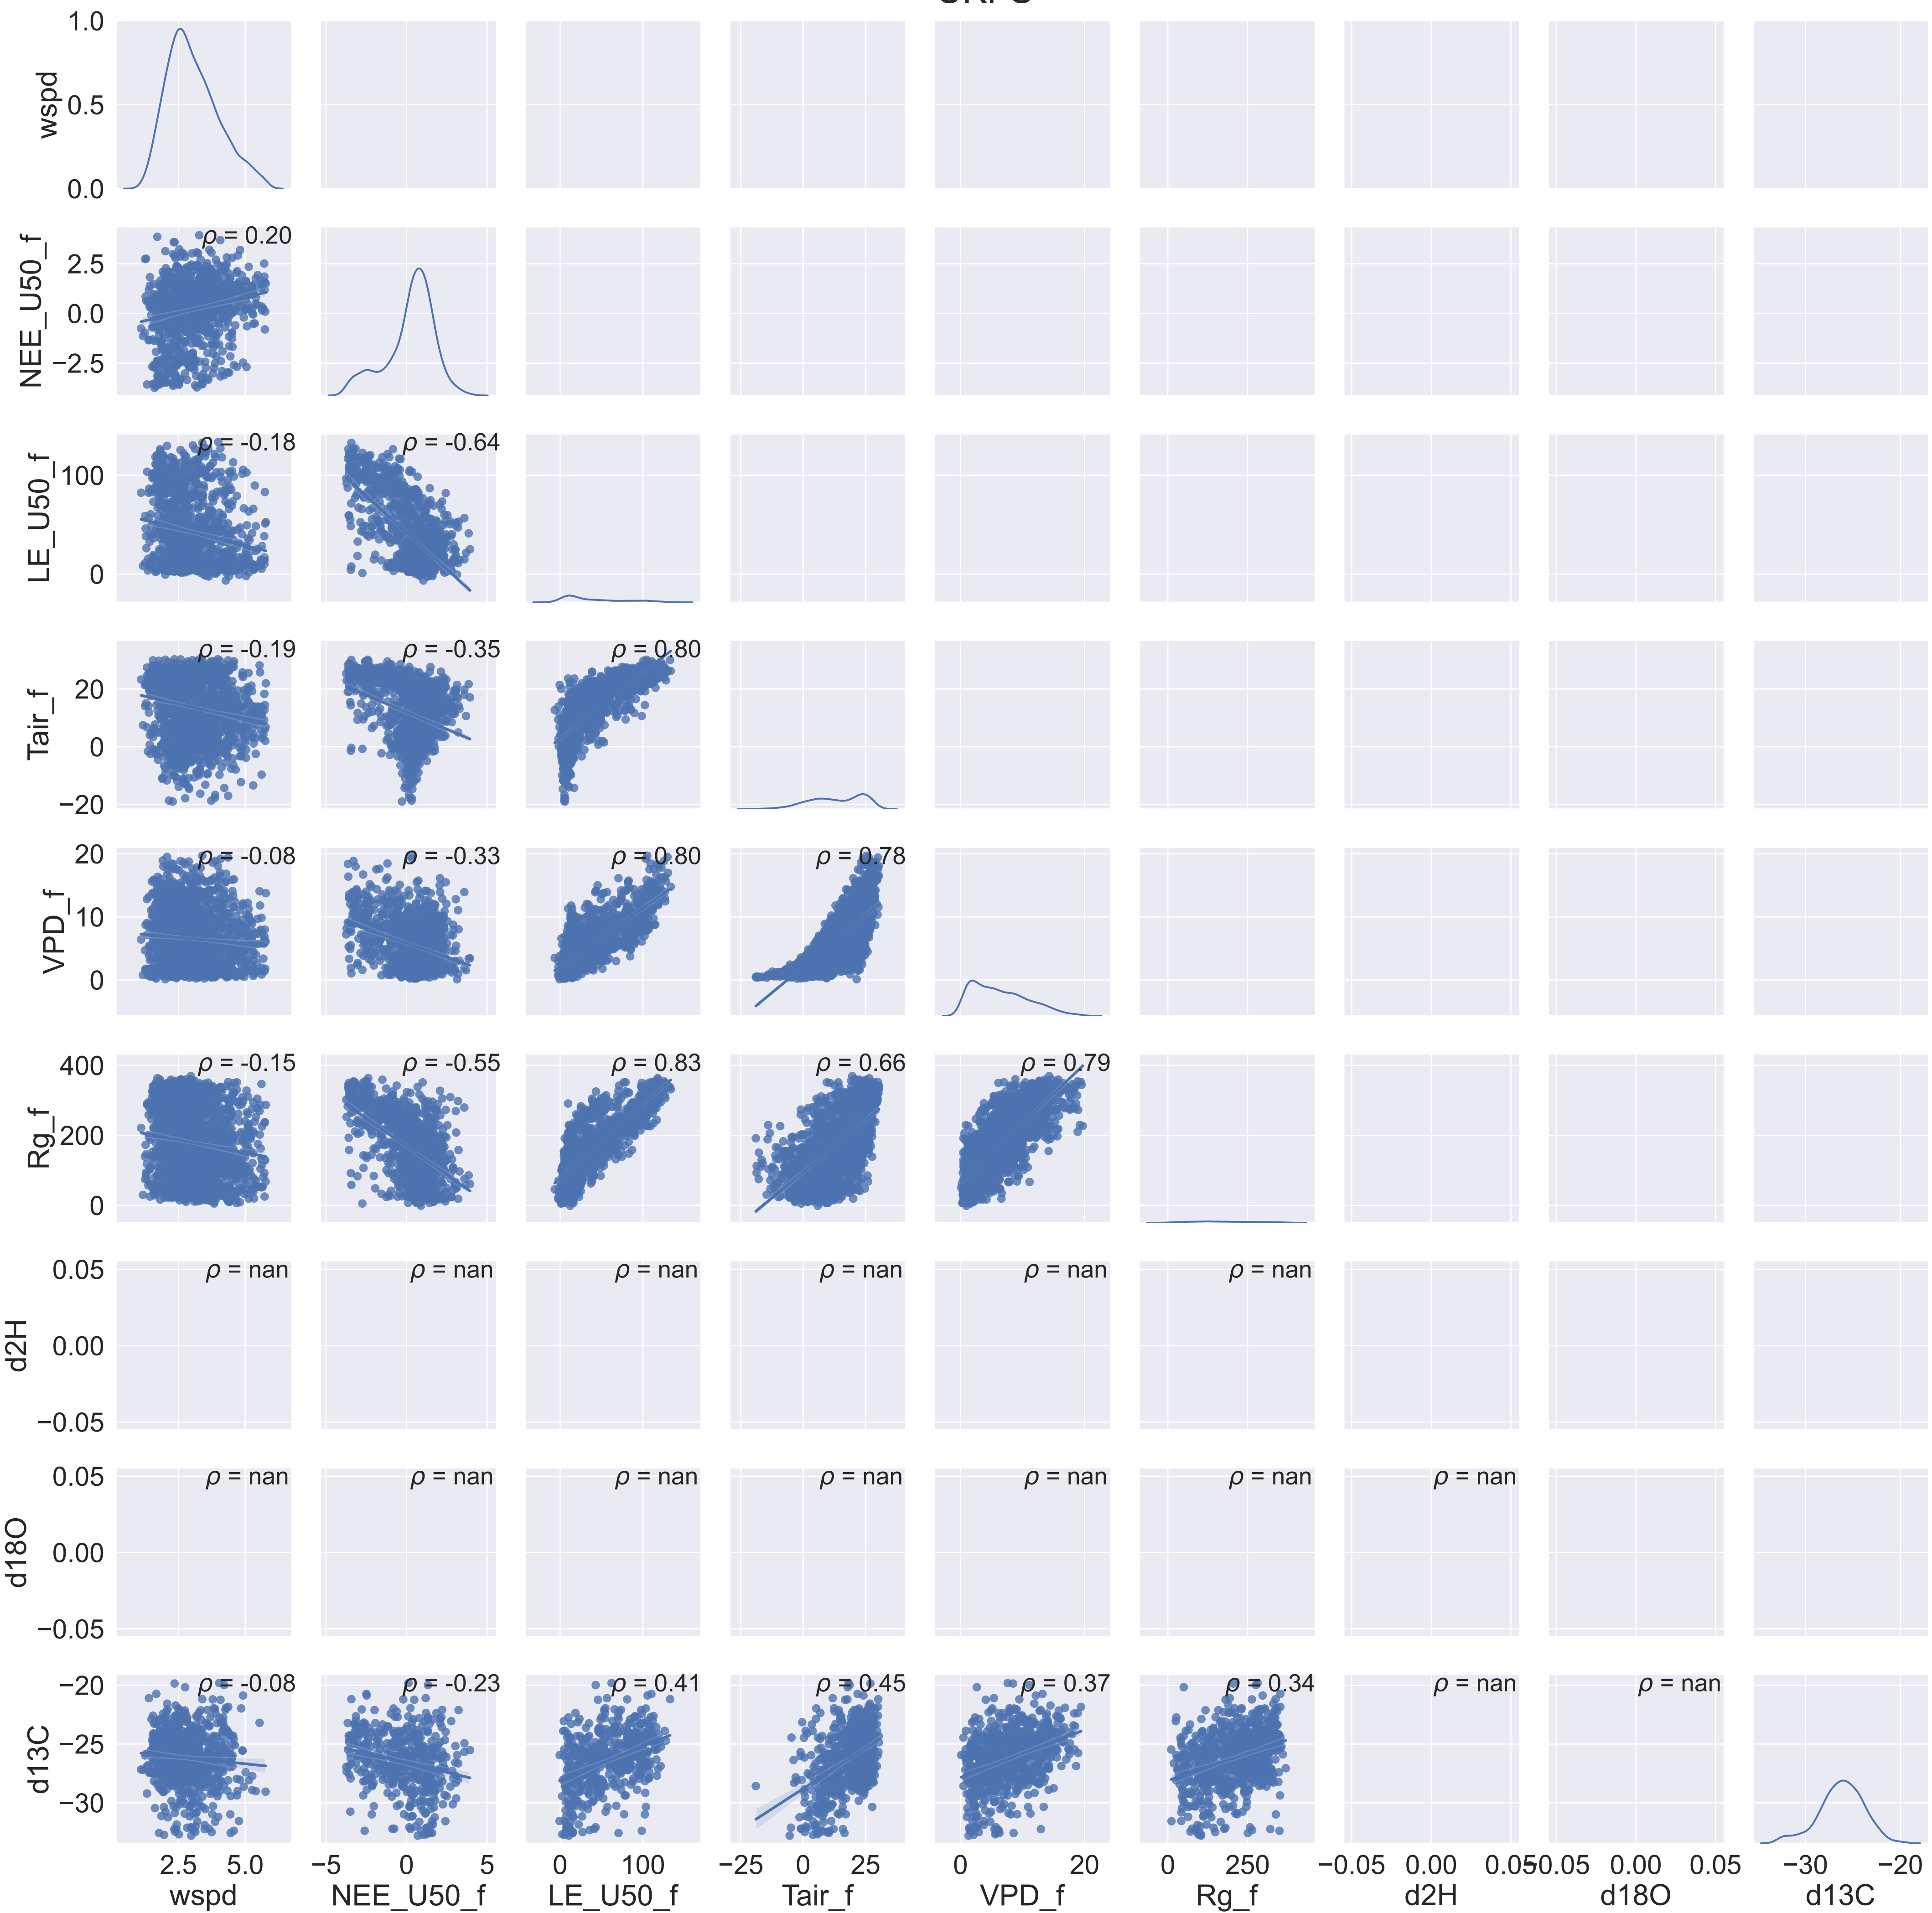 1.0
0.5
0.0
wspd
ρ = 0.20
2.5
0.0
−2.5
NEE_U50_f
ρ = -0.18 ρ = -0.64
100
0
LE_U50_f
ρ = -0.19 ρ = -0.35 ρ = 0.80
20
0
−20
Tair_f
ρ = -0.08 ρ = -0.33 ρ = 0.80 ρ = 0.78
20
10
0
VPD_f
ρ = -0.15 ρ = -0.55 ρ = 0.83 ρ = 0.66 ρ = 0.79
400
200
0
Rg_f
ρ = nan ρ = nan ρ = nan ρ = nan ρ = nan ρ = nan
0.05
0.00
−0.05
d2H
ρ = nan ρ = nan ρ = nan ρ = nan ρ = nan ρ = nan ρ = nan
0.05
0.00
−0.05
d18O
ρ = -0.08 ρ = -0.23 ρ = 0.41 ρ = 0.45 ρ = 0.37 ρ = 0.34 ρ = nan ρ = nan
−20
−25
−30
d13C
2.5 5.0 −5 0 5 0 100 −25 0 25 0 20 0 250 −0.05 0.00 0.05 −0.05 0.00 0.05 −30 −20
wspd NEE_U50_f LE_U50_f Tair_f VPD_f Rg_f d2H d18O d13C